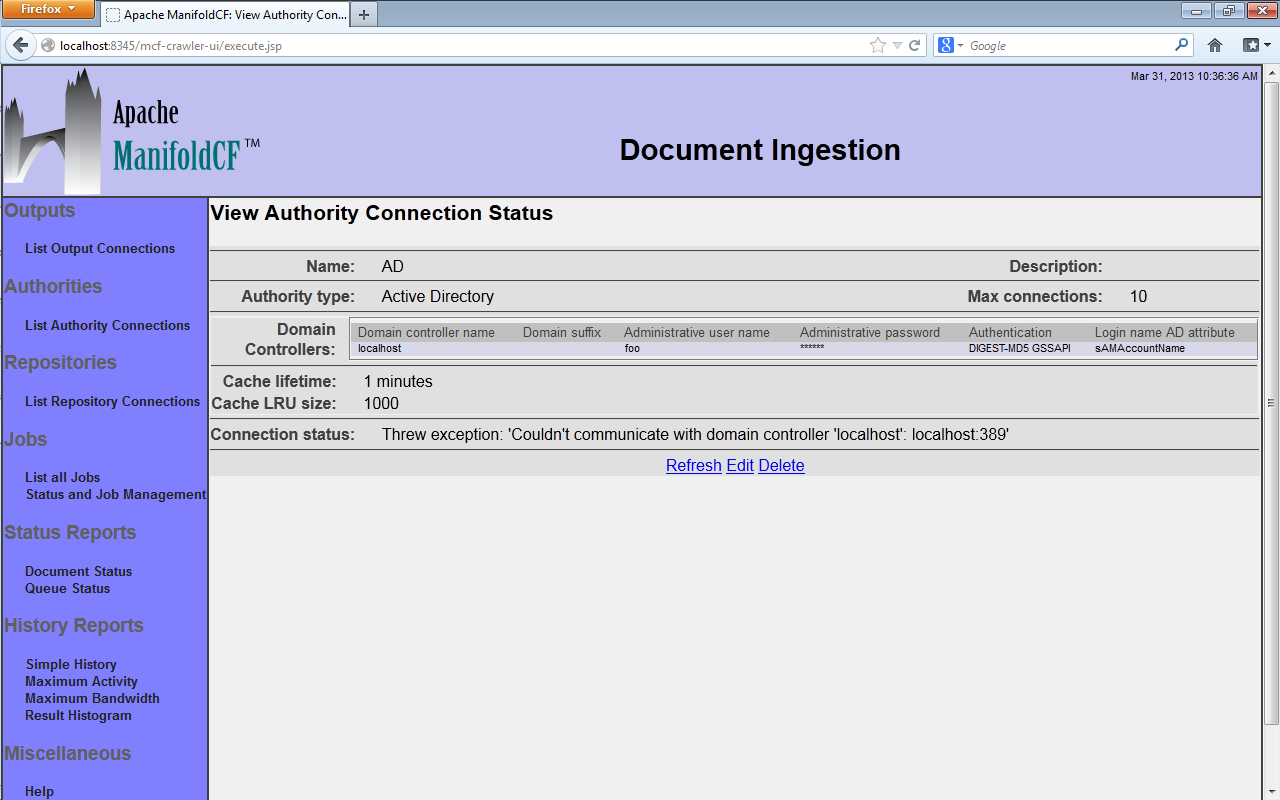 Firefox
Apache ManifoldCF: View Authority Con...
localhost:8345/mcf-crawler-ui/execute.jsp
Google
Mar 31, 2013 10:36:36 AM
Apache
ManifoldCF™
Document Ingestion
Outputs
List Output Connections
Authorities
List Authority Connections
Repositories
List Repository Connections
Jobs
List all Jobs
Status and Job Management
Status Reports
Document Status
Queue Status
History Reports
Simple History
Maximum Activity
Maximum Bandwidth
Result Histogram
Miscellaneous
Help
View Authority Connection Status
Name: AD Description:
Authority type: Active Directory Max connections: 10
Domain Controllers:
Domain controller name Domain suffix Administrative user name Administrative password Authentication Login name AD attribute
localhost foo ****** DIGEST-MD5 GSSAPI sAMAccountName
Cache lifetime: 1 minutes
Cache LRU size: 1000
Connection status: Threw exception: 'Couldn't communicate with domain controller 'localhost': localhost:389'
Refresh Edit Delete